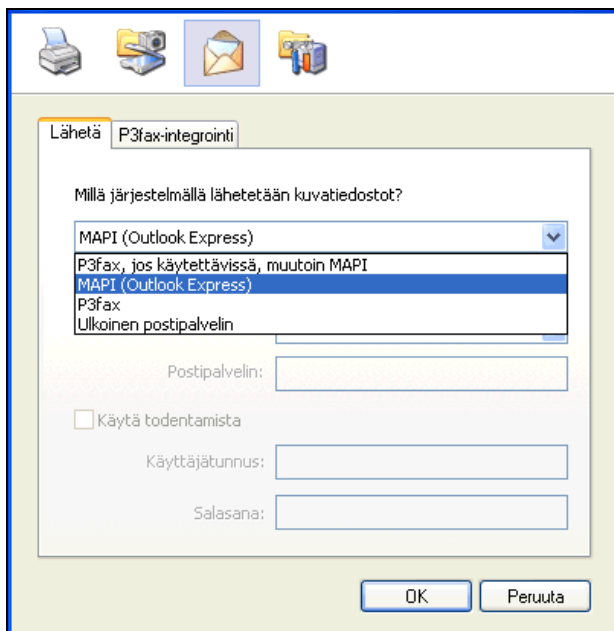 Lähetä
P3fax-integrointi
Millä järjestelmällä lähetetään kuvatiedostot?
MAPI (Outlook Express)
P3fax, jos käytettävissä, muutoin MAPI
MAPI (Outlook Express)
P3fax
Ulkoinen postipalvelin
Postipalvelin:
Käytä todentamista
Käyttäjätunnus:
Salasana:
OK
Peruuta